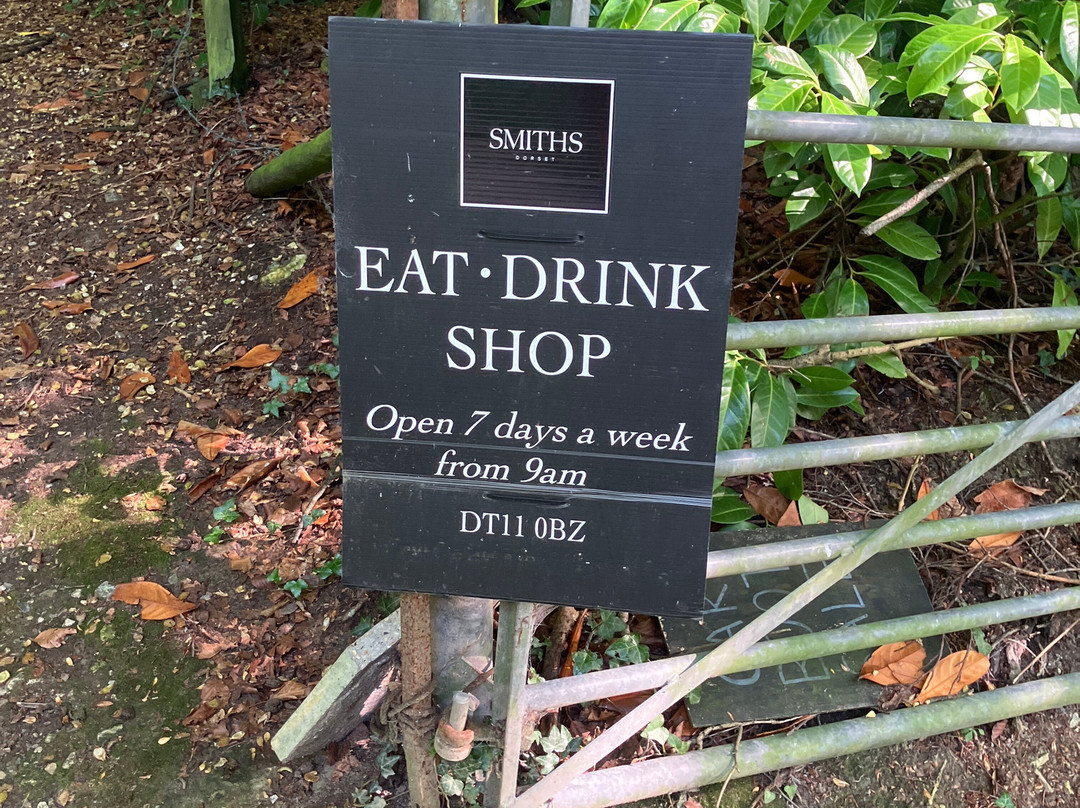 SMITHS
DORSET
EAT · DRINK
SHOP
Open 7 days a week
from 9am
DT11 0BZ